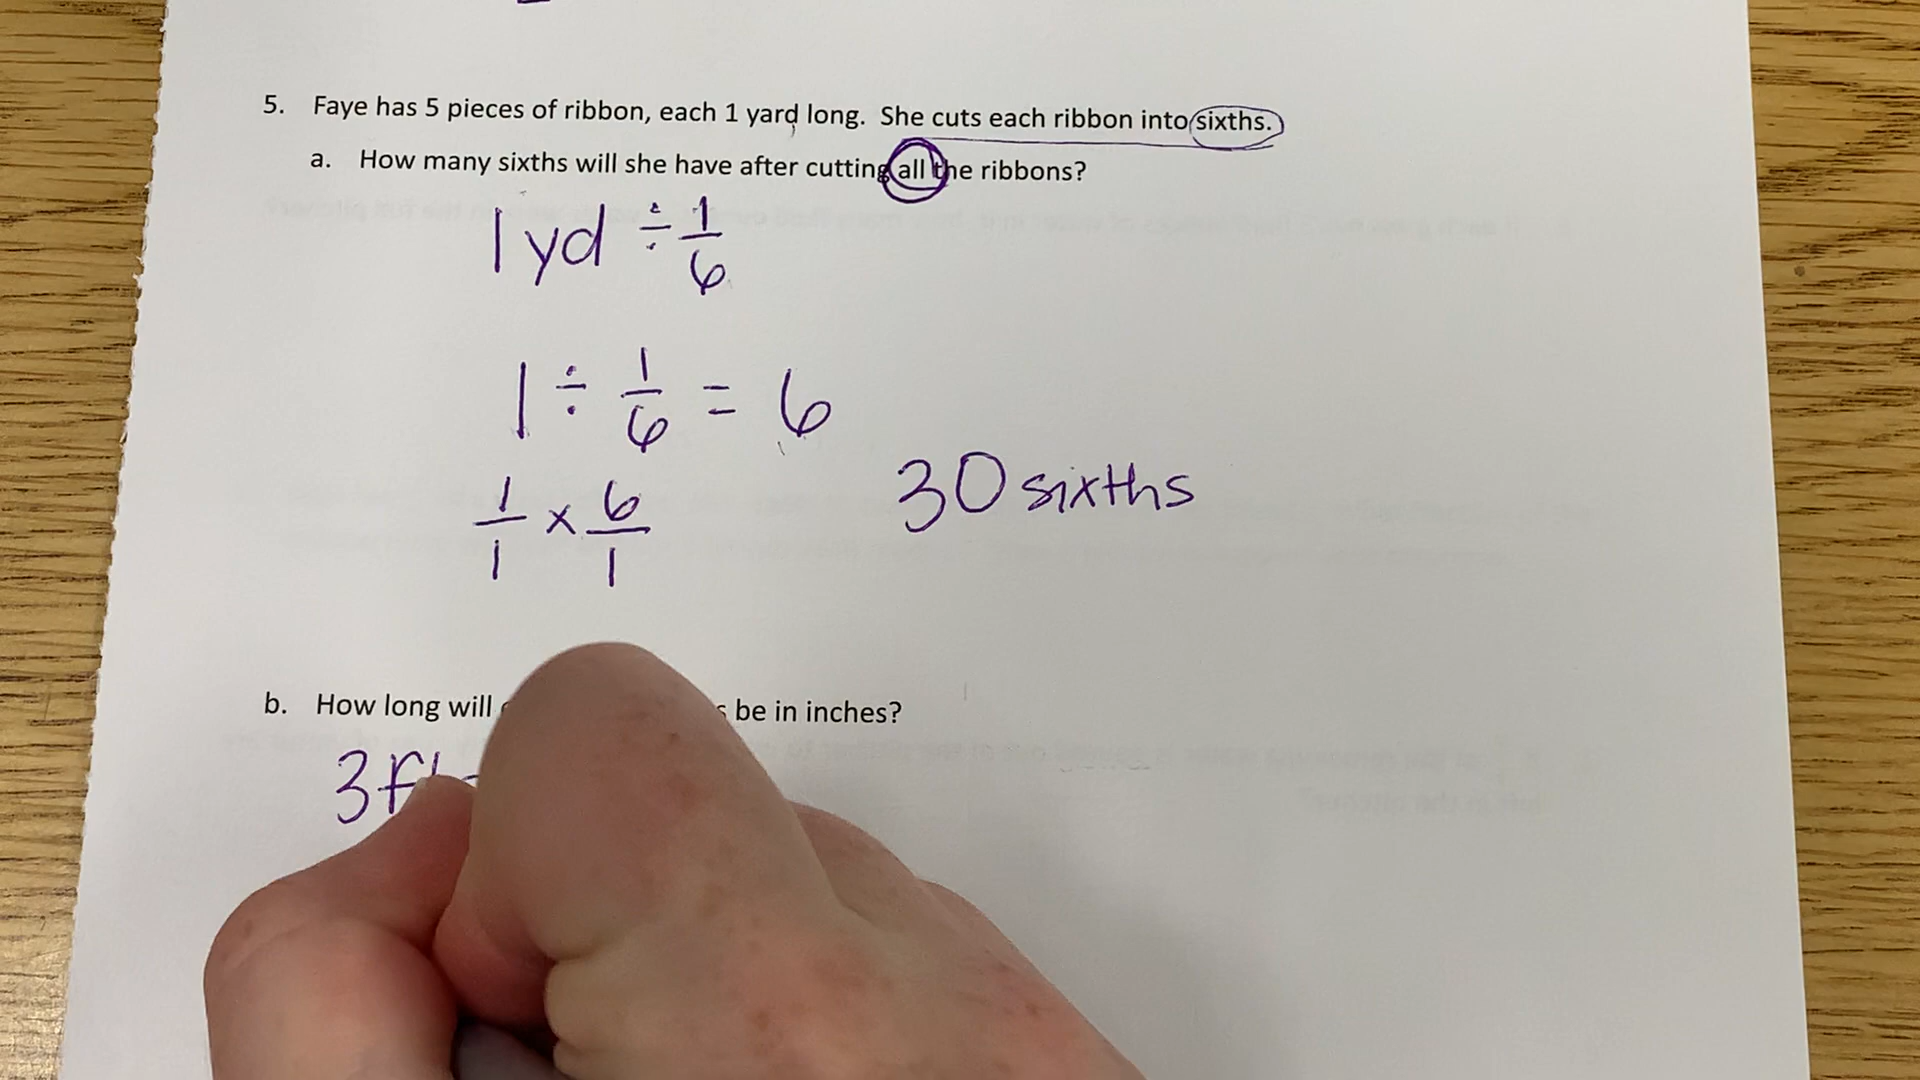 5. Faye has 5 pieces of ribbon, each 1 yard long. She cuts each ribbon into sixths.
a. How many sixths will she have after cutting all the ribbons?
1 yd ÷ 1/6
1 ÷ 1/6 = 6
30 sixths
1/1 × 6/1
b. How long will be in inches?
3